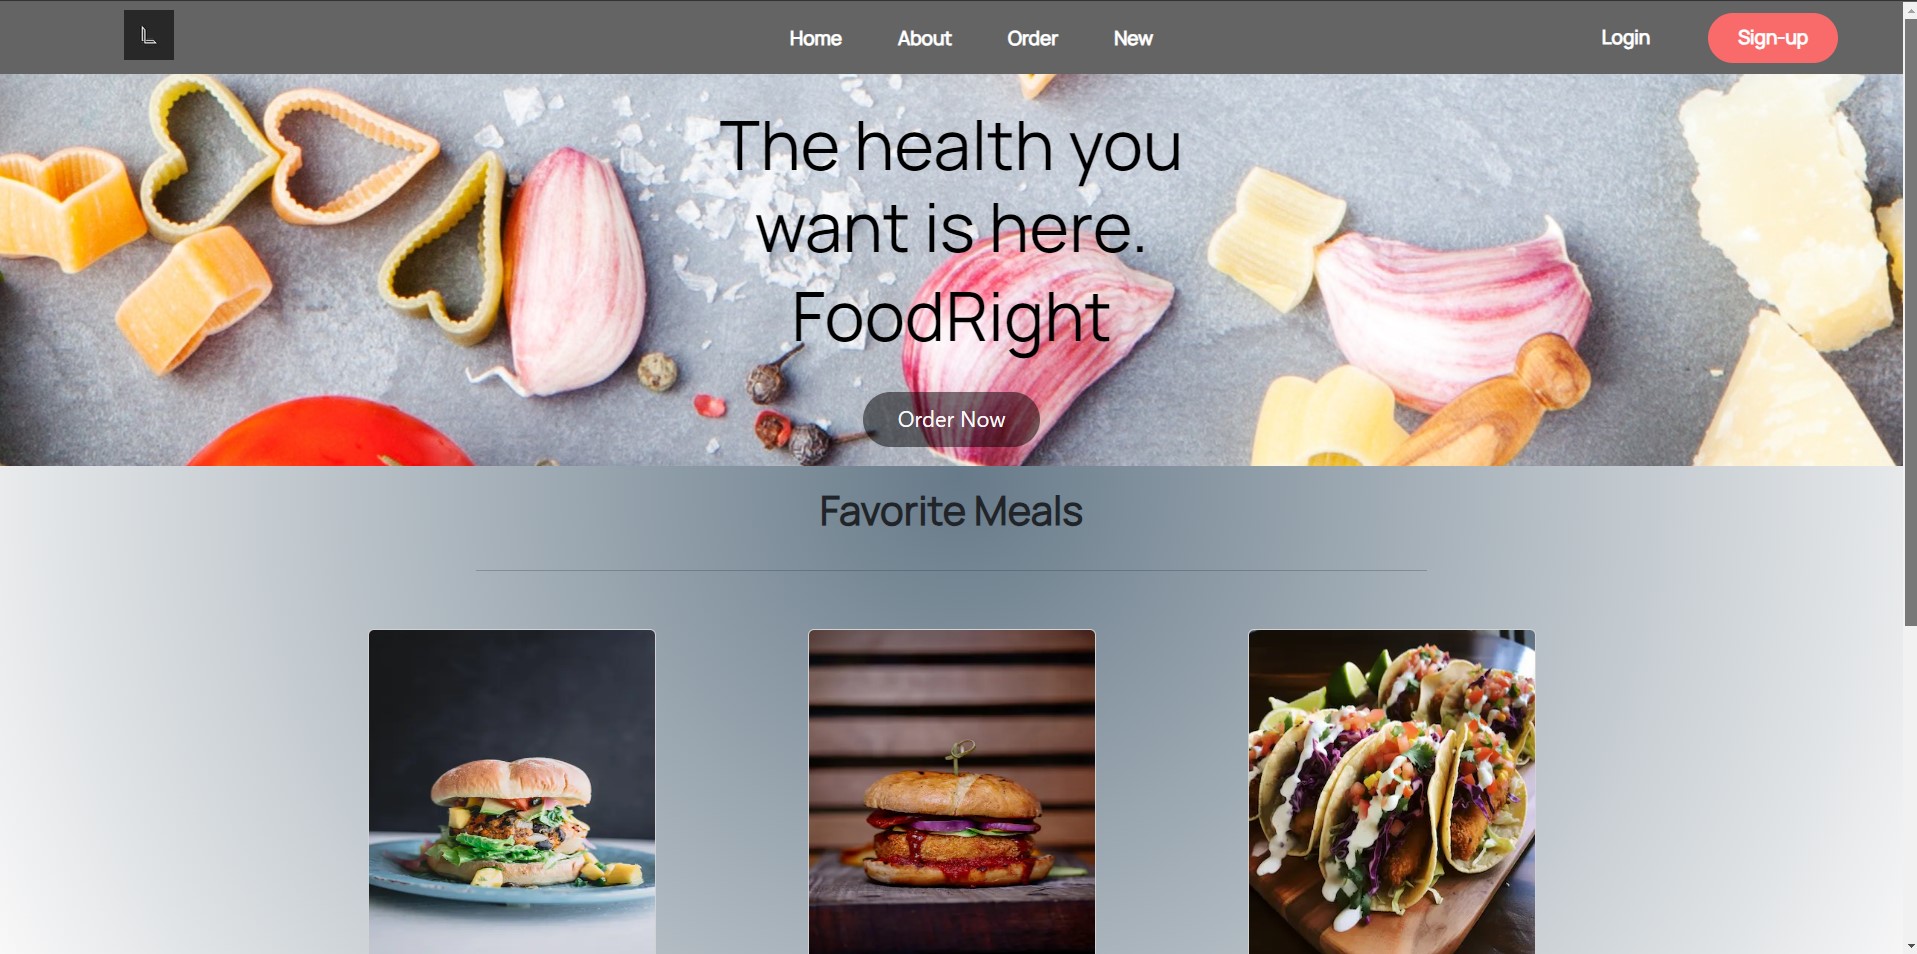 Home About Order New Login Sign-up
The health you
want is here.
FoodRight
Order Now
Favorite Meals